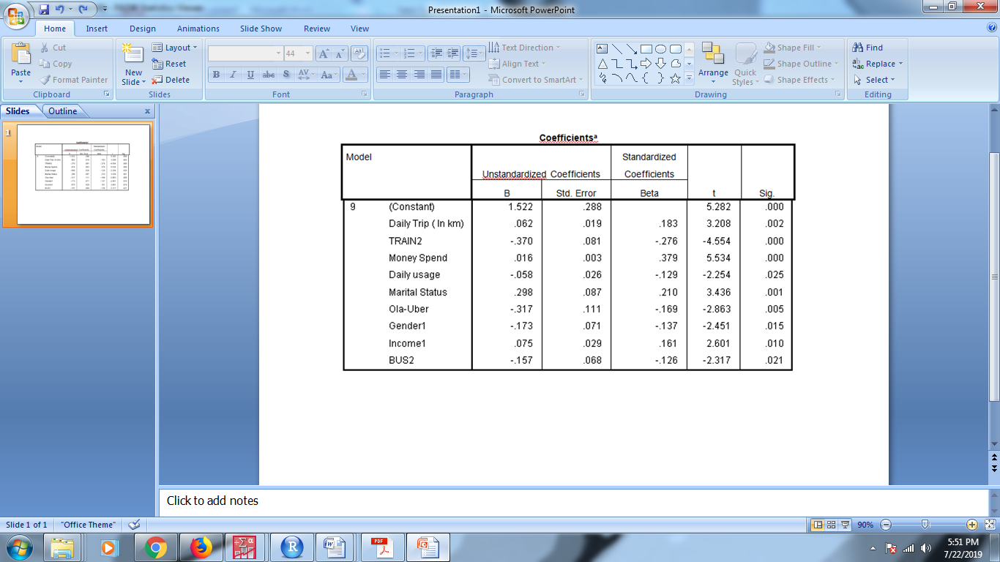 Presentation1 - Microsoft PowerPoint
Home Insert Design Animations Slide Show Review View
Paste
Cut
Copy
Format Painter
Clipboard
New Slide
Layout
Reset
Delete
Slides
44
B I U abc S AV Aa A
Font
Text Direction
Align Text
Convert to SmartArt
Paragraph
Arrange
Quick Styles
Shape Fill
Shape Outline
Shape Effects
Drawing
Find
Replace
Select
Editing
Slides Outline x
1
Coefficientsᵃ
Model Unstandardized Coefficients Standardized Coefficients t Sig.
B Std. Error Beta
9 (Constant) 1.522 .288 5.282 .000
Daily Trip ( In km) .062 .019 .183 3.208 .002
TRAIN2 -.370 .081 -.276 -4.554 .000
Money Spend .016 .003 .379 5.534 .000
Daily usage -.058 .026 -.129 -2.254 .025
Marital Status .298 .087 .210 3.436 .001
Ola-Uber -.317 .111 -.169 -2.863 .005
Gender1 -.173 .071 -.137 -2.451 .015
Income1 .075 .029 .161 2.601 .010
BUS2 -.157 .068 -.126 -2.317 .021
Click to add notes
Slide 1 of 1 "Office Theme" 90%
5:51 PM
7/22/2019